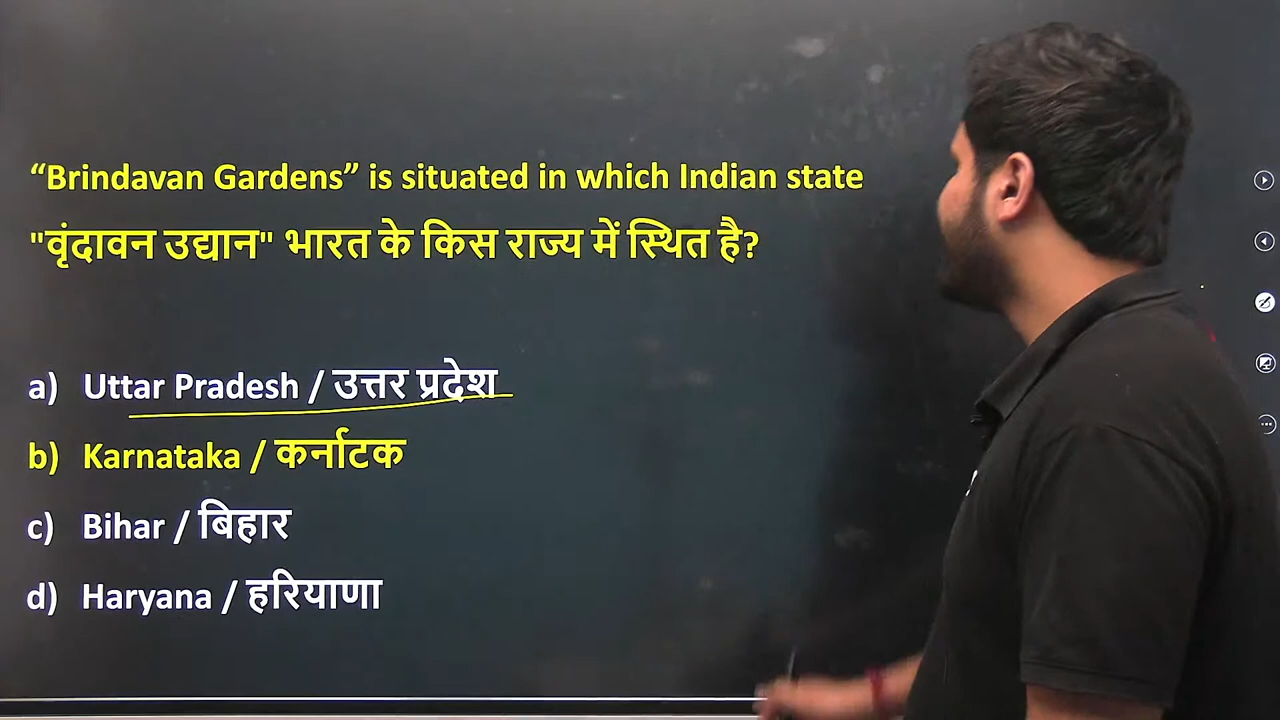 “Brindavan Gardens” is situated in which Indian state
"वृंदावन उद्यान" भारत के किस राज्य में स्थित है?
a) Uttar Pradesh / उत्तर प्रदेश
b) Karnataka / कर्नाटक
c) Bihar / बिहार
d) Haryana / हरियाणा